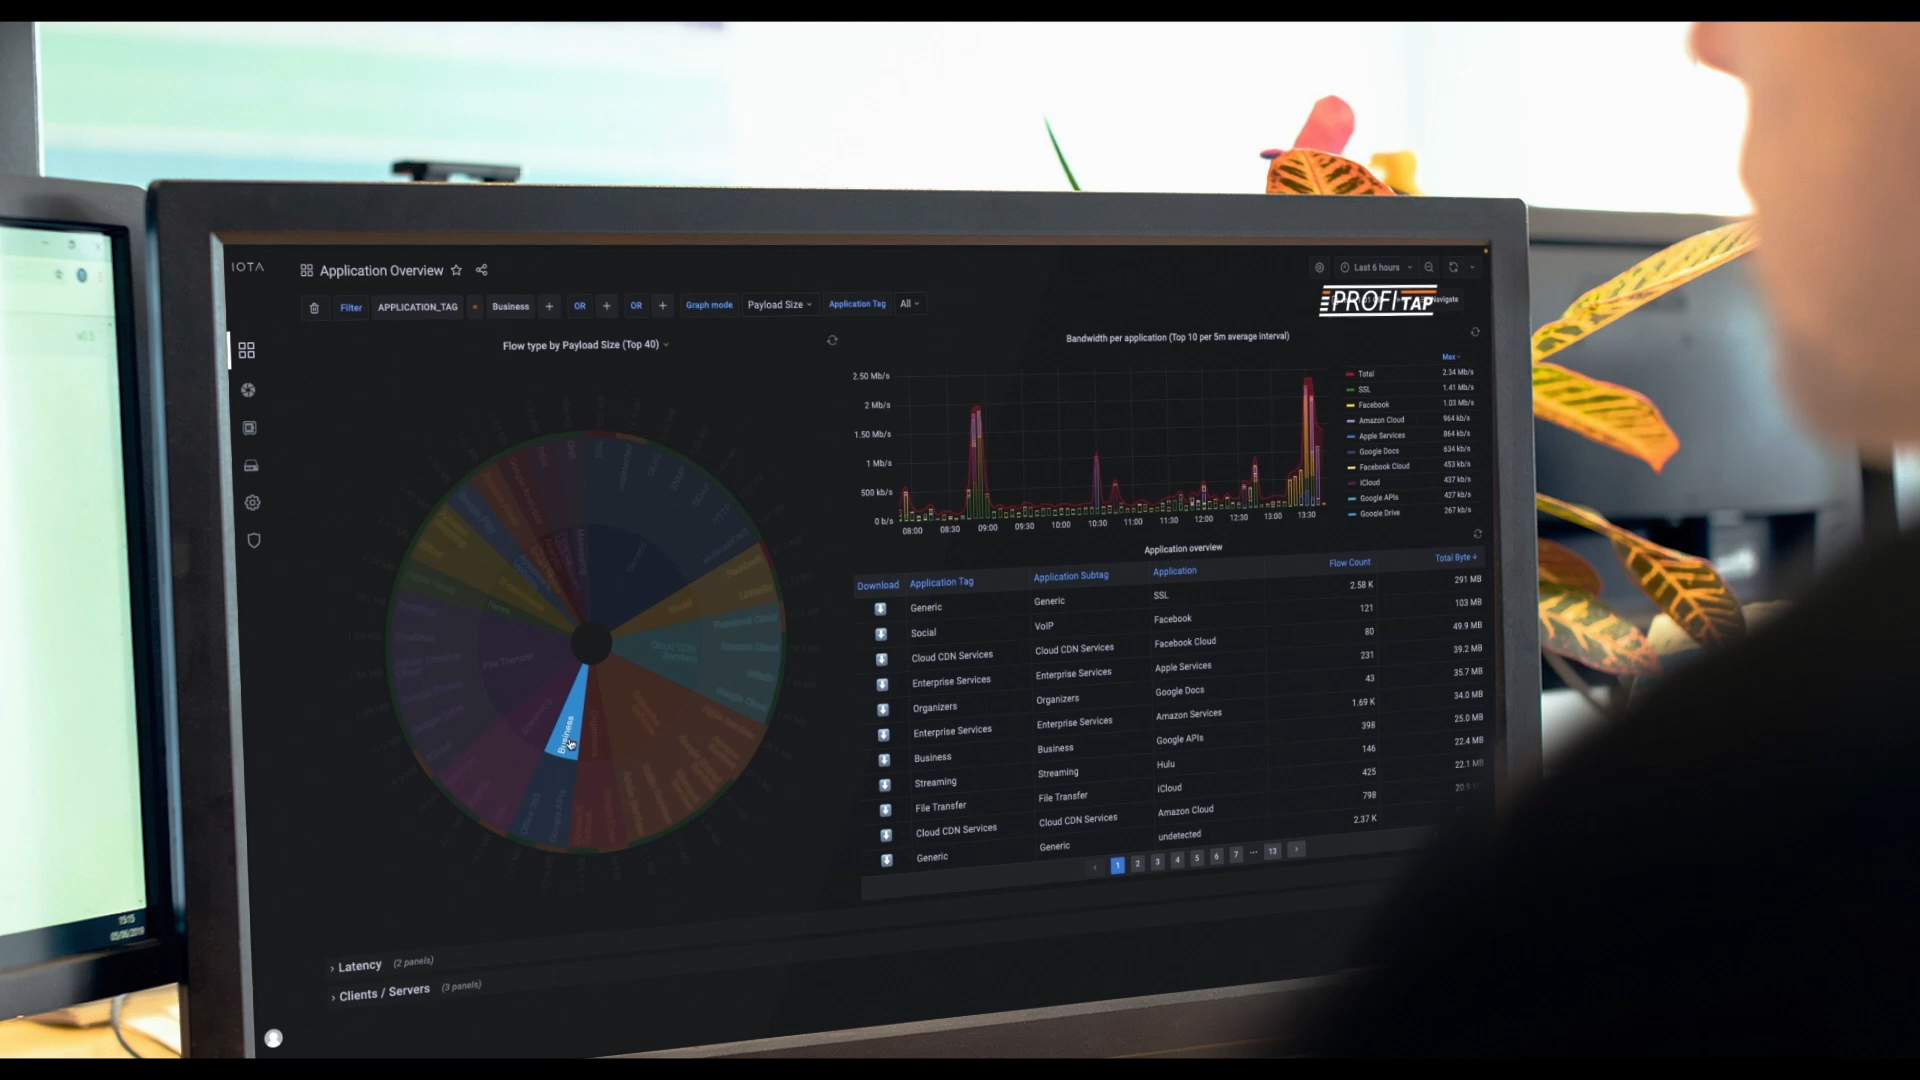 IOTA
Application Overview
Last 6 hours
Filter APPLICATION_TAG Business + OR + OR + Graph mode Payload Size Application Tag All
PROFITAP
Navigate
Flow type by Payload Size (Top 40)
Business
File Transfer
Bandwidth per application (Top 10 per 5m average interval)
2.50 Mb/s
2 Mb/s
1.50 Mb/s
1 Mb/s
500 kb/s
0 b/s
08:00 08:30 09:00 09:30 10:00 10:30 11:00 11:30 12:00 12:30 13:00 13:30
Max
Total 2.34 Mb/s
SSL 1.41 Mb/s
Facebook 1.03 Mb/s
Amazon Cloud 964 kb/s
Apple Services 864 kb/s
Google Docs 634 kb/s
Facebook Cloud 453 kb/s
iCloud 437 kb/s
Google APIs 427 kb/s
Google Drive 267 kb/s
Application overview
Download Application Tag Application Subtag Application Flow Count Total Byte
Generic Generic SSL 2.58 K 291 MB
Social VoIP Facebook 121 103 MB
Cloud CDN Services Cloud CDN Services Facebook Cloud 80 49.9 MB
Enterprise Services Enterprise Services Apple Services 231 39.2 MB
Organizers Organizers Google Docs 43 35.7 MB
Enterprise Services Enterprise Services Amazon Services 1.69 K 34.0 MB
Business Business Google APIs 398 25.0 MB
Streaming Streaming Hulu 146 22.4 MB
File Transfer File Transfer iCloud 425 22.1 MB
Cloud CDN Services Cloud CDN Services Amazon Cloud 798
Generic Generic undetected 2.37 K
1 2 3 4 5 6 7 ... 13
Latency (2 panels)
Clients / Servers (3 panels)
15:15
05/06/2019